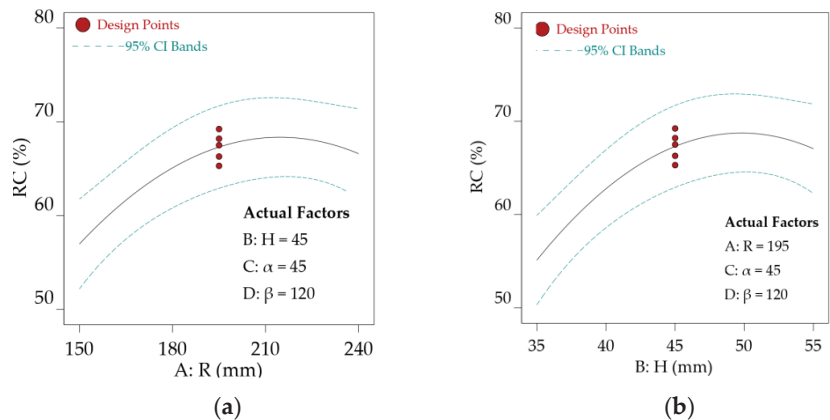 80
70
60
50
RC (%)
Design Points
95% CI Bands
Actual Factors
B: H = 45
C: α = 45
D: β = 120
150 180 210 240
A: R (mm)
(a)
80
70
60
50
RC (%)
Design Points
95% CI Bands
Actual Factors
A: R = 195
C: α = 45
D: β = 120
35 40 45 50 55
B: H (mm)
(b)